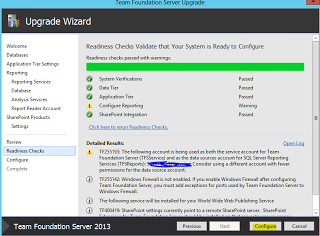 Team Foundation Server Upgrade
Upgrade Wizard
Welcome
Databases
Application Tier Settings
Reporting
Reporting Services
Database
Analysis Services
Report Reader Account
SharePoint Products
Settings
Review
Readiness Checks
Configure
Complete
Readiness Checks Validate that Your System is Ready to Configure
Readiness checks passed with warnings.
System Verifications Passed
Data Tier Passed
Application Tier Passed
Configure Reporting Warning
SharePoint Integration Passed
Click here to rerun Readiness Checks.
Detailed Results: Open Log
TF255193: The following account is being used as both the service account for Team
Foundation Server (TFSService) and as the data sources account for SQL Server Reporting
Services (TFSReports): Consider using a different account with fewer
permissions for the data source account.
TF255142: Windows Firewall is not enabled. If you enable Windows Firewall after configuring
Team Foundation Server, you must add exceptions for ports used by Team Foundation Server to
Windows Firewall.
The following service will be installed for your World Wide Web Publishing Service
SharePoint settings currently point to a remote SharePoint server. SharePoint
Team Foundation Server 2013
Previous
Next
Configure
Cancel